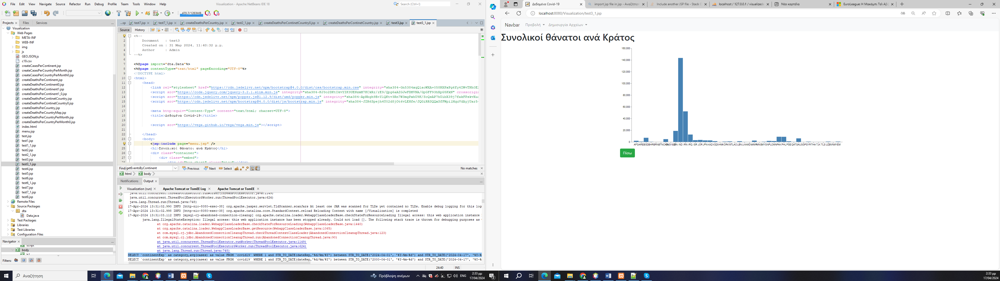 File Edit View Navigate Source Refactor Run Debug Profile Team Tools Window Help
Visualization - Apache NetBeans IDE 18
Search (Ctrl+I)
470,7/1283MB
Projects Files Services
Visualization
Web Pages
META-INF
WEB-INF
img
js
GEOJSON.js
c19.csv
createCasesPerContinent.jsp
createCasesPerCountryPerMonth.jsp
createCasesPerCountryPerMonth0.jsp
createDeathsPerContinent.jsp
createDeathsPerContinent0.jsp
createDeathsPerContinent1.jsp
createDeathsPerContinent1_0.jsp
createDeathsPerContinetCountry.jsp
createDeathsPerContinetCountry0.jsp
createDeathsPerCountry.jsp
createDeathsPerCountryMap.jsp
createDeathsPerCountryPerMonth.jsp
createDeathsPerCountryPerMonth0.jsp
index.html
menu.jsp
test.jsp
test1.jsp
test1_1.jsp
test2.jsp
test2_1.jsp
test3.jsp
test3_1.jsp
test4.jsp
test5.jsp
test6.jsp
test6_1.jsp
test7.jsp
test7_1.jsp
test8.jsp
Remote Files
Source Packages
dta
Data.java
Test Packages
Libraries
Test Libraries
Configuration Files
Navigator
script
body
Filters:
...sp test7.jsp test7_1.jsp createDeathsPerCountry.jsp test2_1.jsp createDeathsPerContinetCountry0.jsp createDeathsPerContinetCountry.jsp test3.jsp test3_1.jsp
Source History
<%--
2 Document : test3
3 Created on : 31 Μαρ 2024, 11:40:32 μ.μ.
4 Author : Admin
5 --%>
6
7 <%@page import="dta.Data"%>
8 <%@page contentType="text/html" pageEncoding="UTF-8"%>
9 <!DOCTYPE html>
10 <html>
11 <head>
12 <link rel="stylesheet" href="https://cdn.jsdelivr.net/npm/bootstrap@4.0.0/dist/css/bootstrap.min.css" integrity="sha384-Gn5384xqQ1aoWXA+058RXPxPg6fy4IWvTNh0E2
13 <script src="https://code.jquery.com/jquery-3.2.1.slim.min.js" integrity="sha384-KJ3o2DKtIkvYIK3UENzmM7KCkRr/rE9/Qpg6aAZGJwFDMVNA/GpGFF93hXpG5KkN" crossorigin
14 <script src="https://cdn.jsdelivr.net/npm/popper.js@1.12.9/dist/umd/popper.min.js" integrity="sha384-ApNbgh9B+Y1QKtv3Rn7W3mgPxhU9K/ScQsAP7hUibX39j7fakFPskvXus
15 <script src="https://cdn.jsdelivr.net/npm/bootstrap@4.0.0/dist/js/bootstrap.min.js" integrity="sha384-JZR6Spejh4U02d8jOt6vLEHfe/JQGiRRSQQxSfFWpi1MquVdAyjUar5-
16
17 <meta http-equiv="Content-Type" content="text/html; charset=UTF-8">
18 <title>Δεδομένα Covid-19</title>
19
20 <script src="https://vega.github.io/vega/vega.min.js"></script>
21
22 </head>
23 <body>
<jsp:include page="menu.jsp" />
25 <h1>Συνολικοί θάνατοι ανά Κράτος</h1>
26 <div class="container">
27 <div class="embed">
28 <div id="bar_chart" class="view"></div>
Find: getEventsByContinent Previous Next Select No matches
html body
Notifications Output
Visualization (run) Apache Tomcat or TomEE Log Apache Tomcat or TomEE
java.util.concurrent.ThreadPoolExecutor.runWorker(ThreadPoolExecutor.java:1149)
java.util.concurrent.ThreadPoolExecutor$Worker.run(ThreadPoolExecutor.java:624)
java.lang.Thread.run(Thread.java:748)
17-Apr-2024 13:31:02.990 INFO [http-nio-8080-exec-38] org.apache.jasper.servlet.TldScanner.scanJars At least one JAR was scanned for TLDs yet contained no TLDs. Enable debug logging for this log
17-Apr-2024 13:31:02.998 INFO [http-nio-8080-exec-38] org.apache.catalina.core.StandardContext.reload Reloading Context with name [/Visualization] is completed
17-Apr-2024 13:31:03.112 INFO [mysql-cj-abandoned-connection-cleanup] org.apache.catalina.loader.WebappClassLoaderBase.checkStateForResourceLoading Illegal access: this web application instance
java.lang.IllegalStateException: Illegal access: this web application instance has been stopped already. Could not load []. The following stack trace is thrown for debugging purposes as
at org.apache.catalina.loader.WebappClassLoaderBase.checkStateForResourceLoading(WebappClassLoaderBase.java:1440)
at org.apache.catalina.loader.WebappClassLoaderBase.getResource(WebappClassLoaderBase.java:1065)
at com.mysql.cj.jdbc.AbandonedConnectionCleanupThread.checkThreadContextClassLoader(AbandonedConnectionCleanupThread.java:123)
at com.mysql.cj.jdbc.AbandonedConnectionCleanupThread.run(AbandonedConnectionCleanupThread.java:90)
at java.util.concurrent.ThreadPoolExecutor.runWorker(ThreadPoolExecutor.java:1149)
at java.util.concurrent.ThreadPoolExecutor$Worker.run(ThreadPoolExecutor.java:624)
at java.lang.Thread.run(Thread.java:748)
SELECT `continentExp` as category,avg(cases) as value FROM `covid19` WHERE 1 and STR_TO_DATE(dateRep,'%d/%m/%Y') between STR_TO_DATE('2024-04-01', '%Y-%m-%d') and STR_TO_DATE('2024-04-17', '%Y-%
SELECT `continentExp` as category,avg(cases) as value FROM `covid19` WHERE 1 and STR_TO_DATE(dateRep,'%d/%m/%Y') between STR_TO_DATE('2000-04-01', '%Y-%m-%d') and STR_TO_DATE('2024-04-17', '%Y-%
24:40 INS
Αναζήτηση
Πρόβλεψη ανέμων
ENG
2:33 μμ
17/04/2024
2
Δεδομένα Covid-19
import jsp file in jsp - Αναζήτηση
Include another JSP file - Stack O
localhost / 127.0.0.1 / visualizeda
Νέα καρτέλα
EuroLeague: Η Μακάμπι Τελ Αβίβ
localhost:8080/Visualization/test3_1.jsp
Navbar Προβολή Δημιουργία Αρχείων
Συνολικοί θάνατοι ανά Κράτος
160,000
140,000
120,000
100,000
80,000
60,000
40,000
20,000
0
IND IRN IRQ ISR JOR JPN KAZ
PHL PSE QAT
Πίσω
2:33 μμ
17/04/2024